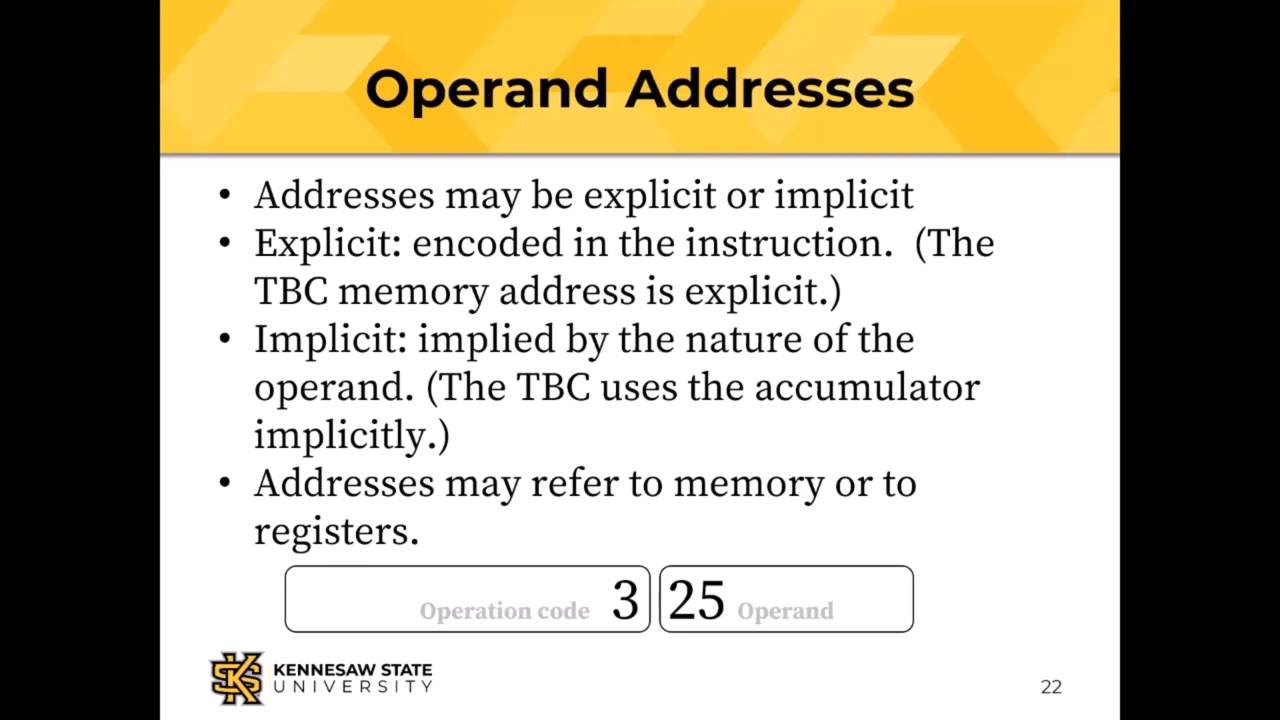 Operand Addresses
• Addresses may be explicit or implicit
• Explicit: encoded in the instruction.  (The
TBC memory address is explicit.)
• Implicit: implied by the nature of the
operand. (The TBC uses the accumulator
implicitly.)
• Addresses may refer to memory or to
registers.
Operation code 3 25 Operand
KENNESAW STATE
UNIVERSITY
22